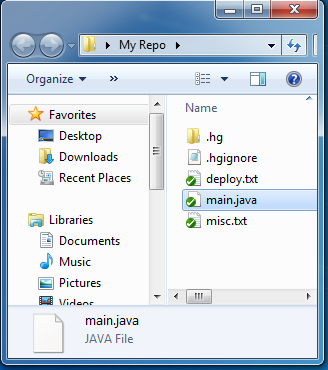 My Repo
Organize
»
Name
Favorites
Desktop
Downloads
Recent Places
Libraries
Documents
Music
Pictures
Videos
.hg
.hgignore
deploy.txt
main.java
misc.txt
main.java
JAVA File